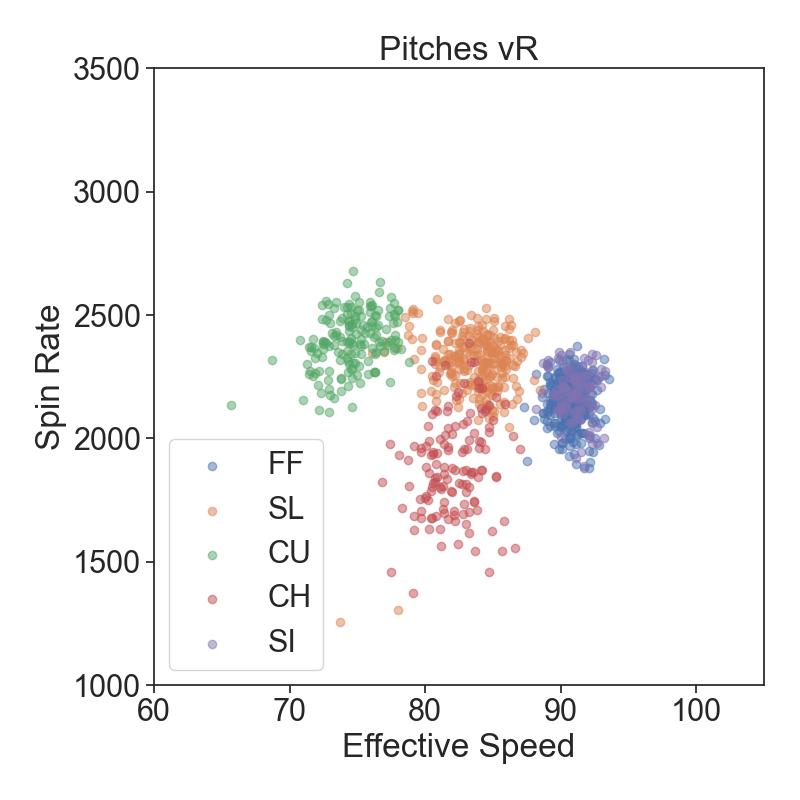 Pitches vR
3500
3000
2500
2000
1500
1000
Spin Rate
FF
SL
CU
CH
SI
60 70 80 90 100
Effective Speed